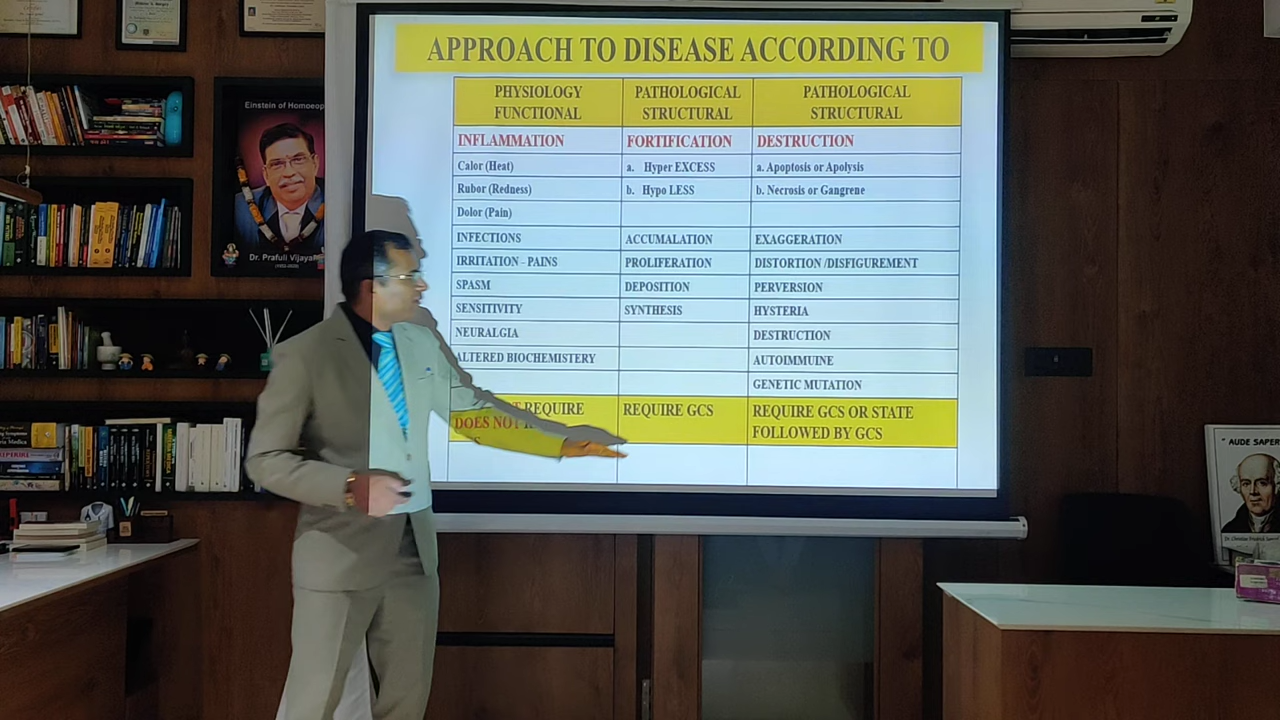 Einstein of Homoeop
Dr. Prafull Vijayak
APPROACH TO DISEASE ACCORDING TO
PHYSIOLOGY FUNCTIONAL PATHOLOGICAL STRUCTURAL PATHOLOGICAL STRUCTURAL
INFLAMMATION FORTIFICATION DESTRUCTION
Calor (Heat) a. Hyper EXCESS a. Apoptosis or Apolysis
Rubor (Redness) b. Hypo LESS b. Necrosis or Gangrene
Dolor (Pain)
INFECTIONS ACCUMALATION EXAGGERATION
IRRITATION - PAINS PROLIFERATION DISTORTION /DISFIGUREMENT
SPASM DEPOSITION PERVERSION
SENSITIVITY SYNTHESIS HYSTERIA
NEURALGIA DESTRUCTION
ALTERED BIOCHEMISTERY AUTOIMMUINE
GENETIC MUTATION
REQUIRE REQUIRE GCS REQUIRE GCS OR STATE
DOES NOT FOLLOWED BY GCS
" AUDE SAPER